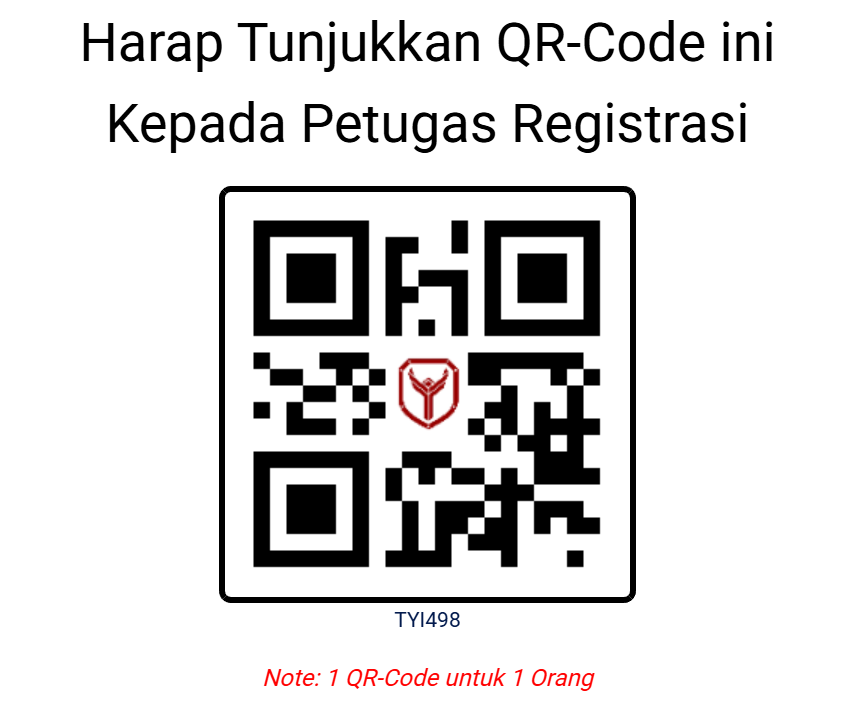 Harap Tunjukkan QR-Code ini
Kepada Petugas Registrasi
TYI498
Note: 1 QR-Code untuk 1 Orang